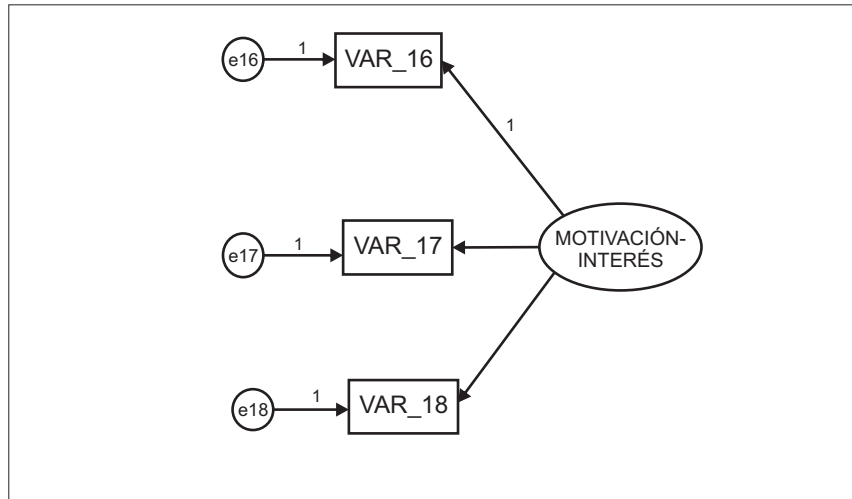 e16
1
VAR_16
1
e17
1
VAR_17
MOTIVACIÓN-
INTERÉS
e18
1
VAR_18